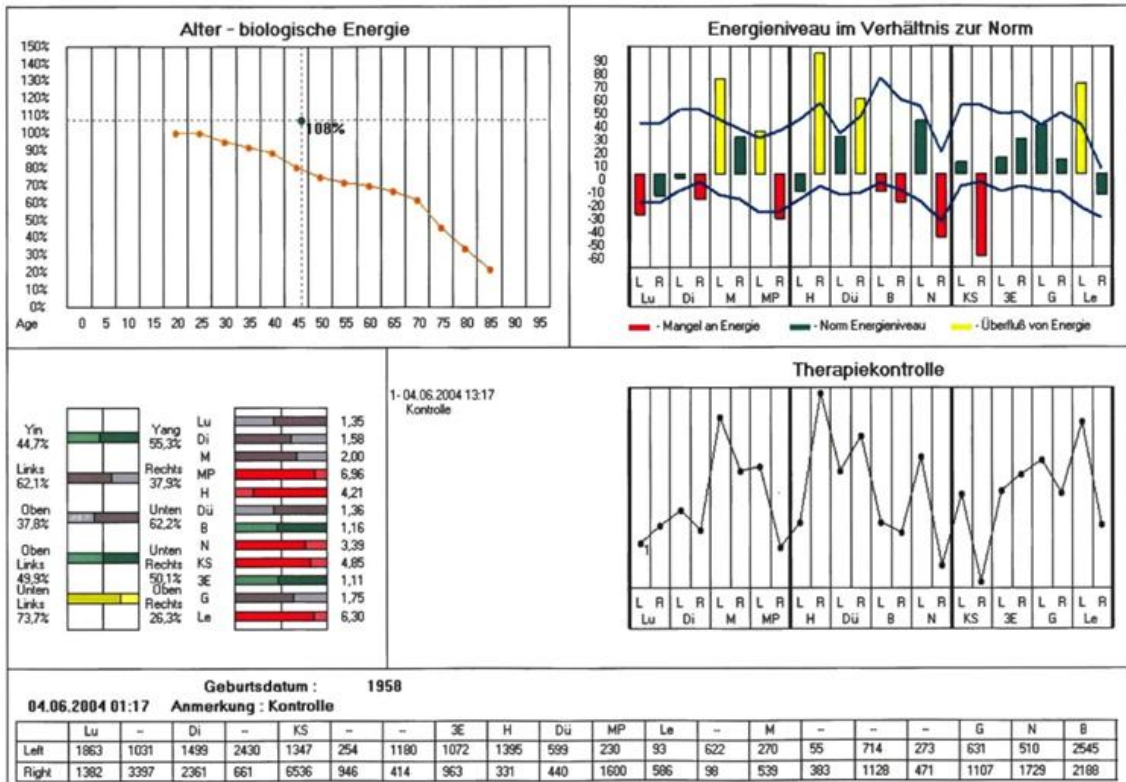 Alter - biologische Energie
150%
140%
130%
120%
110%
100%
90%
80%
70%
60%
50%
40%
30%
20%
10%
0%
108%
Age 0 5 10 15 20 25 30 35 40 45 50 55 60 65 70 75 80 85 90 95
Energieniveau im Verhältnis zur Norm
90
80
70
60
50
40
30
20
10
0
-10
-20
-30
-40
-50
-60
L R L R L R L R L R L R L R L R L R L R L R L R
Lu Di M MP H Dü B N KS 3E G Le
- Mangel an Energie - Norm Energieniveau - Überfluß von Energie
Yin Yang
44,7% 55,3%
Links Rechts
62,1% 37,9%
Oben Unten
37,8% 62,2%
Oben Links Unten Rechts
49,9% 50,1%
Unten Links Oben Rechts
73,7% 26,3%
Lu 1,35
Di 1,58
M 2,00
MP 6,96
H 4,21
Dü 1,36
B 1,16
N 3,39
KS 4,85
3E 1,11
G 1,75
Le 6,30
1- 04.06.2004 13:17
Kontrolle
Therapiekontrolle
1
L R L R L R L R L R L R L R L R L R L R L R L R
Lu Di M MP H Dü B N KS 3E G Le
Geburtsdatum : 1958
04.06.2004 01:17 Anmerkung : Kontrolle
Lu -- Di -- KS -- -- 3E H Dü MP Le -- M -- -- -- G N B
Left 1863 1031 1499 2430 1347 254 1180 1072 1395 599 230 93 622 270 55 714 273 631 510 2545
Right 1382 3397 2361 661 6536 946 414 963 331 440 1600 586 98 539 383 1128 471 1107 1729 2188